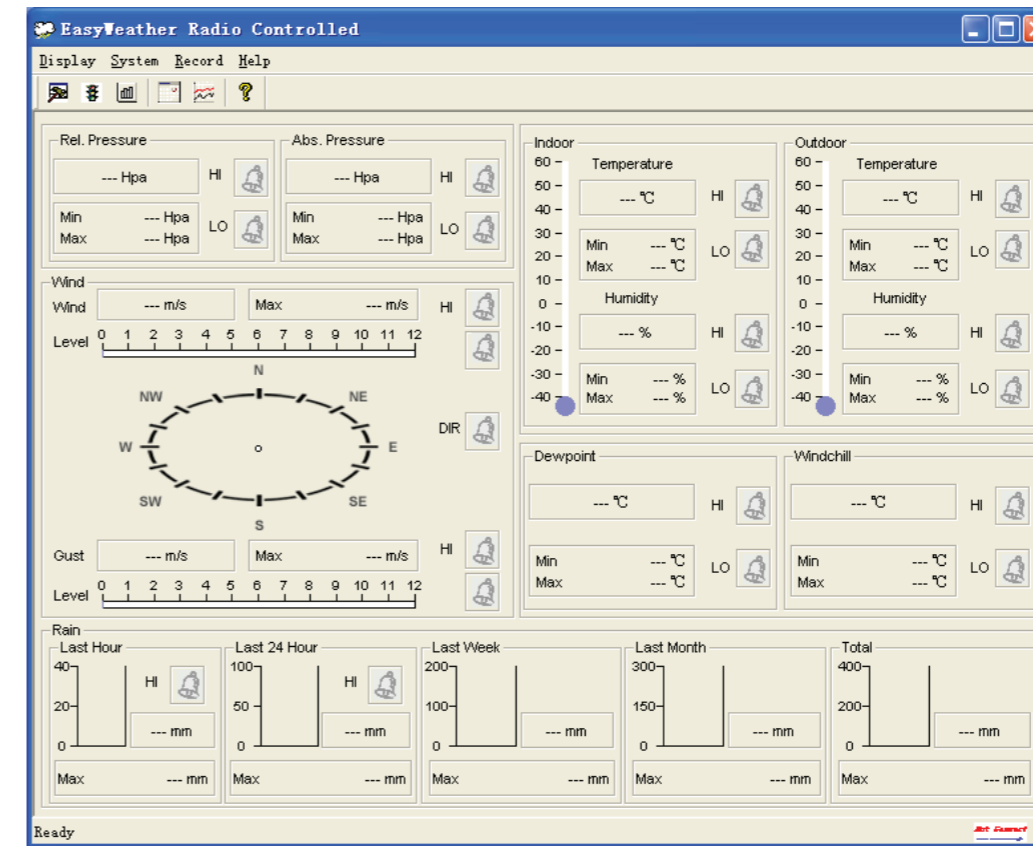 EasyWeather Radio Controlled
Display System Record Help
Rel. Pressure
--- Hpa
HI
Min --- Hpa
Max --- Hpa
LO
Abs. Pressure
--- Hpa
HI
Min --- Hpa
Max --- Hpa
LO
Wind
Wind --- m/s Max --- m/s HI
Level 0 1 2 3 4 5 6 7 8 9 10 11 12
N
NW NE
W E
DIR
SW SE
S
Gust --- m/s Max --- m/s HI
Level 0 1 2 3 4 5 6 7 8 9 10 11 12
Indoor
60
50
40
30
20
10
0
-10
-20
-30
-40
Temperature
--- °C
HI
Min --- °C
Max --- °C
LO
Humidity
--- %
HI
Min --- %
Max --- %
LO
Outdoor
60
50
40
30
20
10
0
-10
-20
-30
-40
Temperature
--- °C
HI
Min --- °C
Max --- °C
LO
Humidity
--- %
HI
Min --- %
Max --- %
LO
Dewpoint
--- °C
HI
Min --- °C
Max --- °C
LO
Windchill
--- °C
HI
Min --- °C
Max --- °C
LO
Rain
Last Hour
40
20
0
HI
--- mm
Max --- mm
Last 24 Hour
100
50
0
HI
--- mm
Max --- mm
Last Week
200
100
0
--- mm
Max --- mm
Last Month
300
150
0
--- mm
Max --- mm
Total
400
200
0
--- mm
Max --- mm
Ready